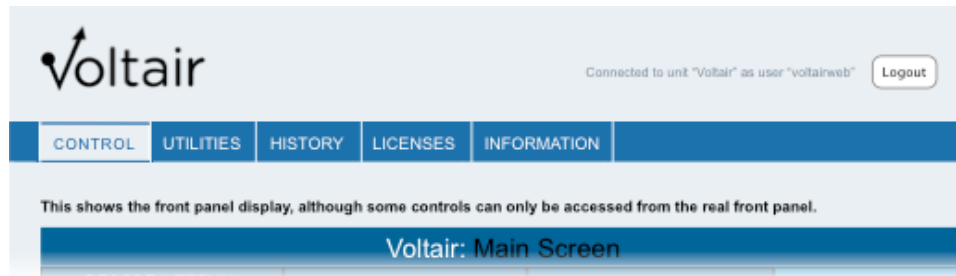 Voltair
Connected to unit "Voltair" as user "voltairweb"
Logout
CONTROL
UTILITIES
HISTORY
LICENSES
INFORMATION
This shows the front panel display, although some controls can only be accessed from the real front panel.
Voltair: Main Screen